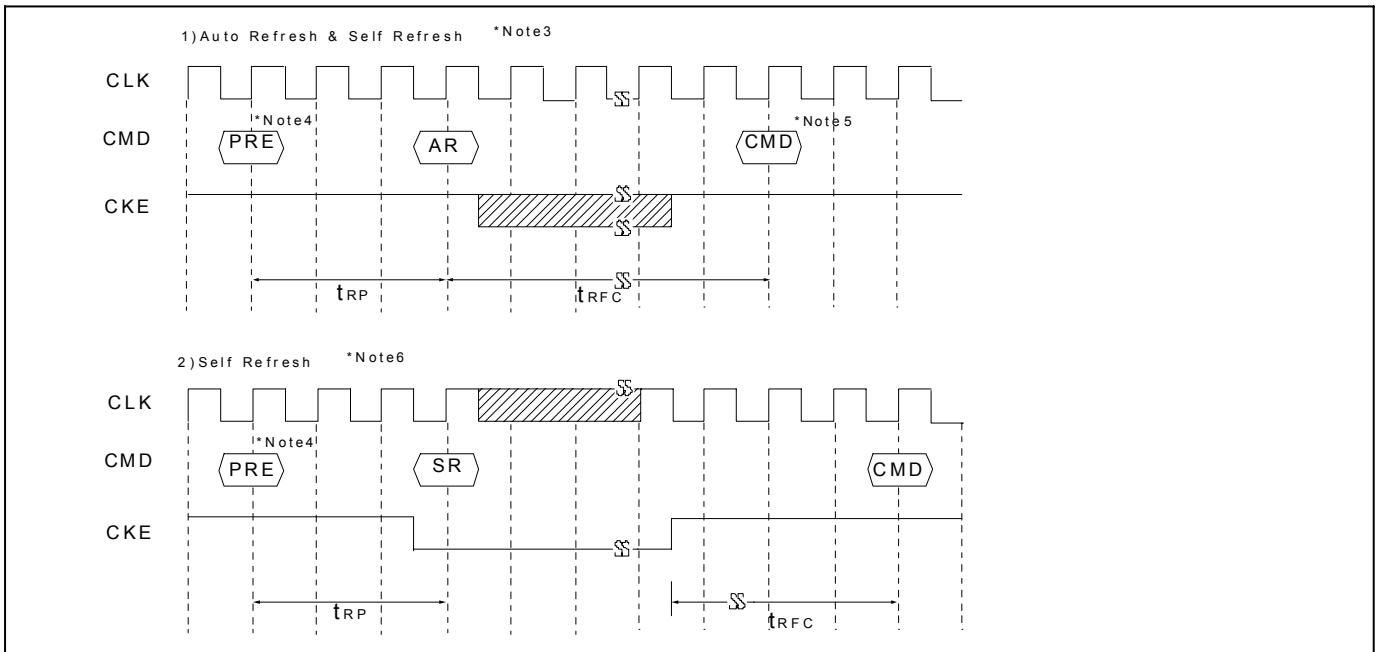 1)Auto Refresh & Self Refresh *Note3
CLK
CMD PRE *Note4 AR CMD *Note5
CKE
tRP tRFC
2)Self Refresh *Note6
CLK
CMD PRE *Note4 SR CMD
CKE
tRP tRFC